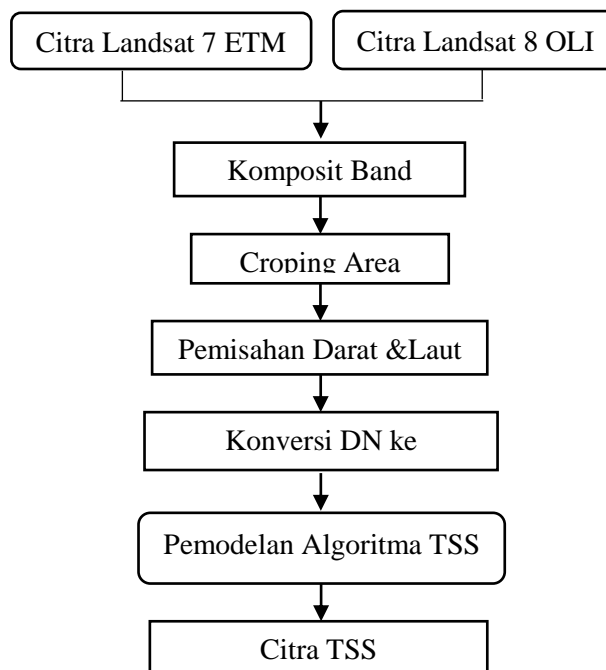 Citra Landsat 7 ETM
Citra Landsat 8 OLI
Komposit Band
Croping Area
Pemisahan Darat &Laut
Konversi DN ke
Pemodelan Algoritma TSS
Citra TSS